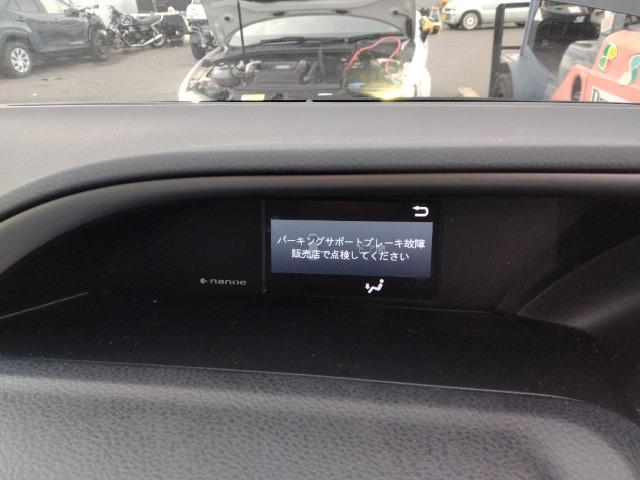 パーキングサポートブレーキ故障
販売店で点検してください
nanoe